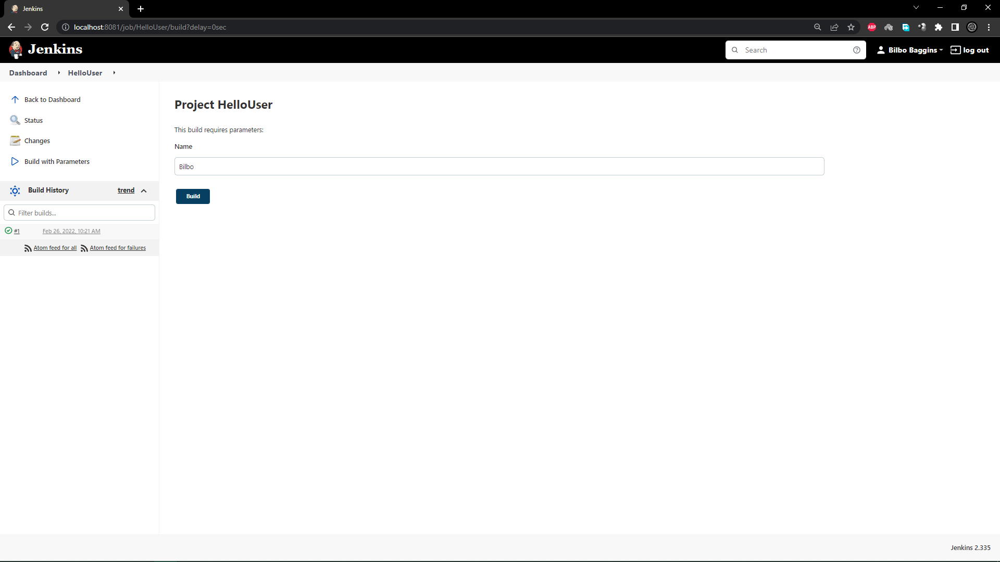 Jenkins
localhost:8081/job/HelloUser/build?delay=0sec
ABP
Jenkins
Search
Bilbo Baggins
log out
Dashboard
HelloUser
Back to Dashboard
Status
Changes
Build with Parameters
Build History
trend
Filter builds...
#1
Feb 26, 2022, 10:21 AM
Atom feed for all
Atom feed for failures
Project HelloUser
This build requires parameters:
Name
Bilbo
Build
Jenkins 2.335